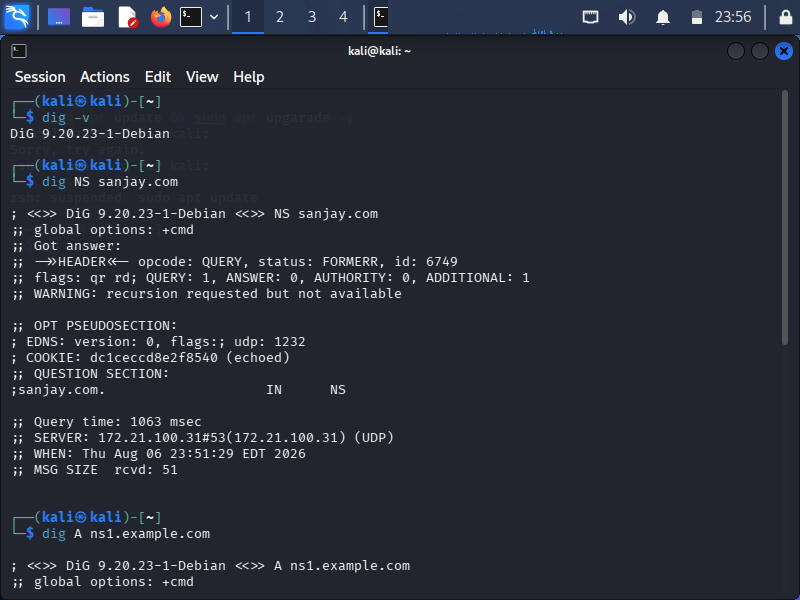 1 2 3 4 23:56
kali@kali: ~
Session Actions Edit View Help
┌──(kali㉿kali)-[~]
└─$ dig -v
DiG 9.20.23-1-Debian
┌──(kali㉿kali)-[~]
└─$ dig NS sanjay.com
; <<>> DiG 9.20.23-1-Debian <<>> NS sanjay.com
;; global options: +cmd
;; Got answer:
;; ->>HEADER<<- opcode: QUERY, status: FORMERR, id: 6749
;; flags: qr rd; QUERY: 1, ANSWER: 0, AUTHORITY: 0, ADDITIONAL: 1
;; WARNING: recursion requested but not available
;; OPT PSEUDOSECTION:
; EDNS: version: 0, flags:; udp: 1232
; COOKIE: dc1ceccd8e2f8540 (echoed)
;; QUESTION SECTION:
;sanjay.com. IN NS
;; Query time: 1063 msec
;; SERVER: 172.21.100.31#53(172.21.100.31) (UDP)
;; WHEN: Thu Aug 06 23:51:29 EDT 2026
;; MSG SIZE rcvd: 51
┌──(kali㉿kali)-[~]
└─$ dig A ns1.example.com
; <<>> DiG 9.20.23-1-Debian <<>> A ns1.example.com
;; global options: +cmd